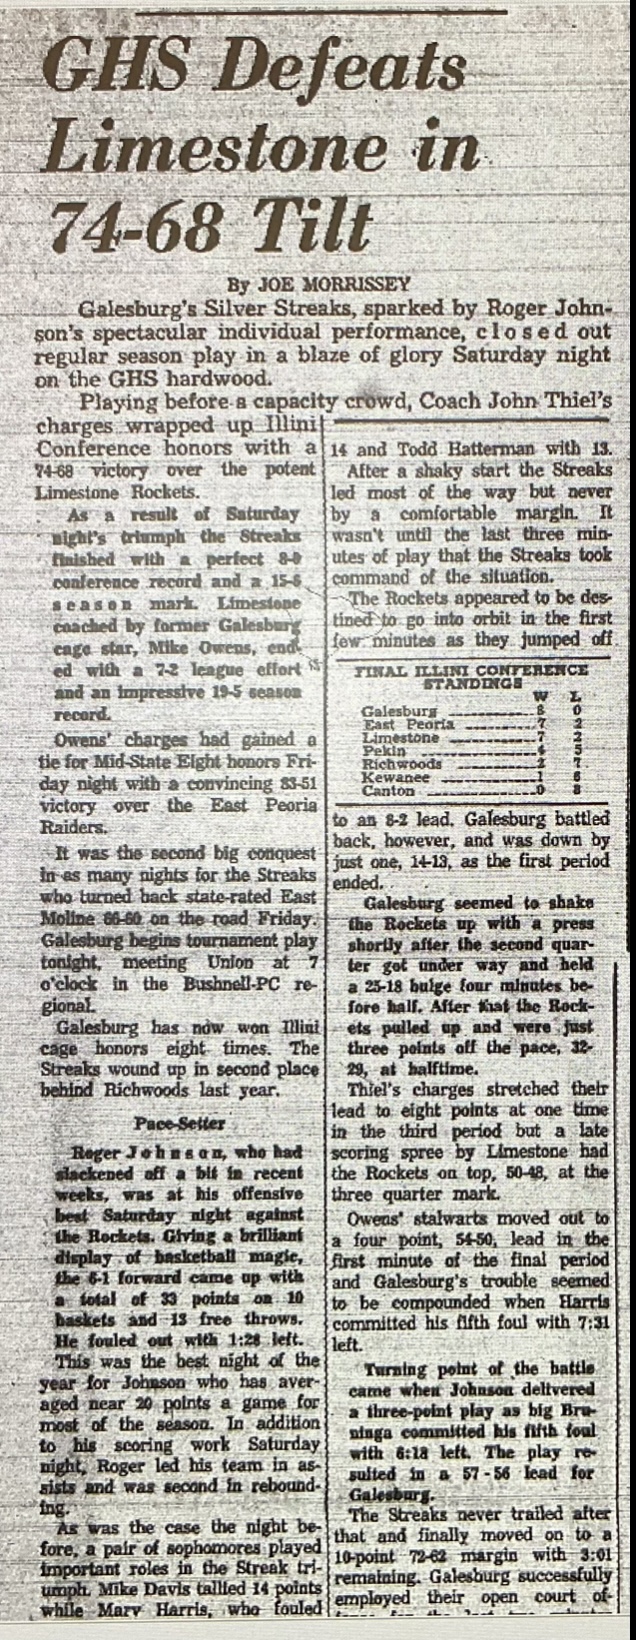 GHS Defeats
Limestone in
74-68 Tilt
By JOE MORRISSEY
Galesburg's Silver Streaks, sparked by Roger John-
son's spectacular individual performance, closed out
regular season play in a blaze of glory Saturday night
on the GHS hardwood.
Playing before a capacity crowd, Coach John Thiel's
charges wrapped up Illini
Conference honors with a
74-68 victory over the potent
Limestone Rockets.
As a result of Saturday
night's triumph the Streaks
finished with a perfect 8-0
conference record and a 15-6
season mark. Limestone
coached by former Galesburg
cage star, Mike Owens, end-
ed with a 7-2 league effort
and an impressive 19-5 season
record.
Owens' charges had gained a
tie for Mid-State Eight honors Fri-
day night with a convincing 83-51
victory over the East Peoria
Raiders.
It was the second big conquest
in as many nights for the Streaks
who turned back state-rated East
Moline 66-60 on the road Friday.
Galesburg begins tournament play
tonight, meeting Union at 7
o'clock in the Bushnell-PC re-
gional.
Galesburg has now won Illini
cage honors eight times. The
Streaks wound up in second place
behind Richwoods last year.
Pace-Setter
Roger Johnson, who had
slackened off a bit in recent
weeks, was at his offensive
best Saturday night against
the Rockets. Giving a brilliant
display of basketball magic,
the 6-1 forward came up with
a total of 33 points on 10
baskets and 13 free throws.
He fouled out with 1:28 left.
This was the best night of the
year for Johnson who has aver-
aged near 20 points a game for
most of the season. In addition
to his scoring work Saturday
night, Roger led his team in as-
sists and was second in rebound-
ing.
As was the case the night be-
fore, a pair of sophomores played
important roles in the Streak tri-
umph. Mike Davis tallied 14 points
while Marv Harris, who fouled
14 and Todd Hatterman with 13.
After a shaky start the Streaks
led most of the way but never
by a comfortable margin. It
wasn't until the last three min-
utes of play that the Streaks took
command of the situation.
The Rockets appeared to be des-
tined to go into orbit in the first
few minutes as they jumped off
FINAL ILLINI CONFERENCE
STANDINGS
W L
Galesburg 8 0
East Peoria 7 2
Limestone 7 2
Pekin 4 5
Richwoods 2 7
Kewanee 1 6
Canton 0 8
to an 8-2 lead. Galesburg battled
back, however, and was down by
just one, 14-13, as the first period
ended.
Galesburg seemed to shake
the Rockets up with a press
shortly after the second quar-
ter got under way and held
a 25-18 bulge four minutes be-
fore half. After that the Rock-
ets pulled up and were just
three points off the pace, 32-
29, at halftime.
Thiel's charges stretched their
lead to eight points at one time
in the third period but a late
scoring spree by Limestone had
the Rockets on top, 50-48, at the
three quarter mark.
Owens' stalwarts moved out to
a four point, 54-50, lead in the
first minute of the final period
and Galesburg's trouble seemed
to be compounded when Harris
committed his fifth foul with 7:31
left.
Turning point of the battle
came when Johnson delivered
a three-point play as big Bru-
ninga committed his fifth foul
with 6:18 left. The play re-
sulted in a 57-56 lead for
Galesburg.
The Streaks never trailed after
that and finally moved on to a
10-point 72-62 margin with 3:01
remaining. Galesburg successfully
employed their open court of-